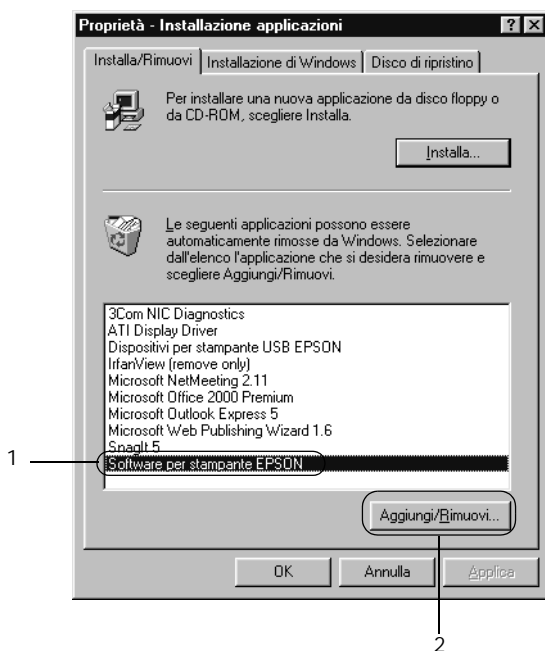 Proprietà - Installazione applicazioni
Installa/Rimuovi
Installazione di Windows
Disco di ripristino
Per installare una nuova applicazione da disco floppy o
da CD-ROM, scegliere Installa.
Installa...
Le seguenti applicazioni possono essere
automaticamente rimosse da Windows. Selezionare
dall'elenco l'applicazione che si desidera rimuovere e
scegliere Aggiungi/Rimuovi.
3Com NIC Diagnostics
ATI Display Driver
Dispositivi per stampante USB EPSON
IrfanView (remove only)
Microsoft NetMeeting 2.11
Microsoft Office 2000 Premium
Microsoft Outlook Express 5
Microsoft Web Publishing Wizard 1.6
SnagIt 5
1
Software per stampante EPSON
Aggiungi/Rimuovi...
OK
Annulla
Applica
2